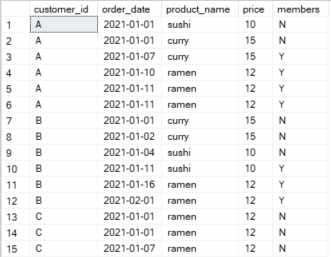 customer_id order_date product_name price members
1 A 2021-01-01 sushi 10 N
2 A 2021-01-01 curry 15 N
3 A 2021-01-07 curry 15 Y
4 A 2021-01-10 ramen 12 Y
5 A 2021-01-11 ramen 12 Y
6 A 2021-01-11 ramen 12 Y
7 B 2021-01-01 curry 15 N
8 B 2021-01-02 curry 15 N
9 B 2021-01-04 sushi 10 N
10 B 2021-01-11 sushi 10 Y
11 B 2021-01-16 ramen 12 Y
12 B 2021-02-01 ramen 12 Y
13 C 2021-01-01 ramen 12 N
14 C 2021-01-01 ramen 12 N
15 C 2021-01-07 ramen 12 N